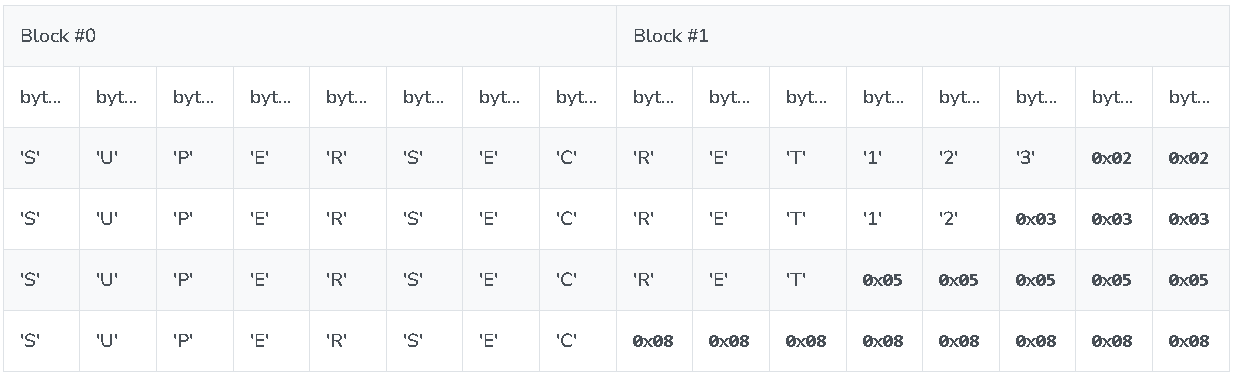 Block #0 Block #1
byt... byt... byt... byt... byt... byt... byt... byt... byt... byt... byt... byt... byt... byt... byt... byt...
'S' 'U' 'P' 'E' 'R' 'S' 'E' 'C' 'R' 'E' 'T' '1' '2' '3' 0x02 0x02
'S' 'U' 'P' 'E' 'R' 'S' 'E' 'C' 'R' 'E' 'T' '1' '2' 0x03 0x03 0x03
'S' 'U' 'P' 'E' 'R' 'S' 'E' 'C' 'R' 'E' 'T' 0x05 0x05 0x05 0x05 0x05
'S' 'U' 'P' 'E' 'R' 'S' 'E' 'C' 0x08 0x08 0x08 0x08 0x08 0x08 0x08 0x08